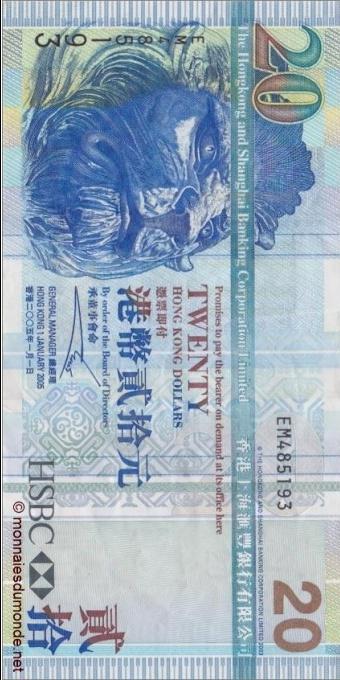 20
The Hongkong and Shanghai Banking Corporation Limited
香港上海滙豐銀行有限公司
© THE HONGKONG AND SHANGHAI BANKING CORPORATION LIMITED 2002
EM485193
20
Promises to pay the bearer on demand at its office here
TWENTY
HONG KONG DOLLARS
憑票即付
港幣貳拾元
By order of the Board of Directors
承董事會命
GENERAL MANAGER 總經理
HONG KONG 1 JANUARY 2005
香港二〇〇五年一月一日
EM485193
HSBC
貳拾
© monnaiesdumonde.net